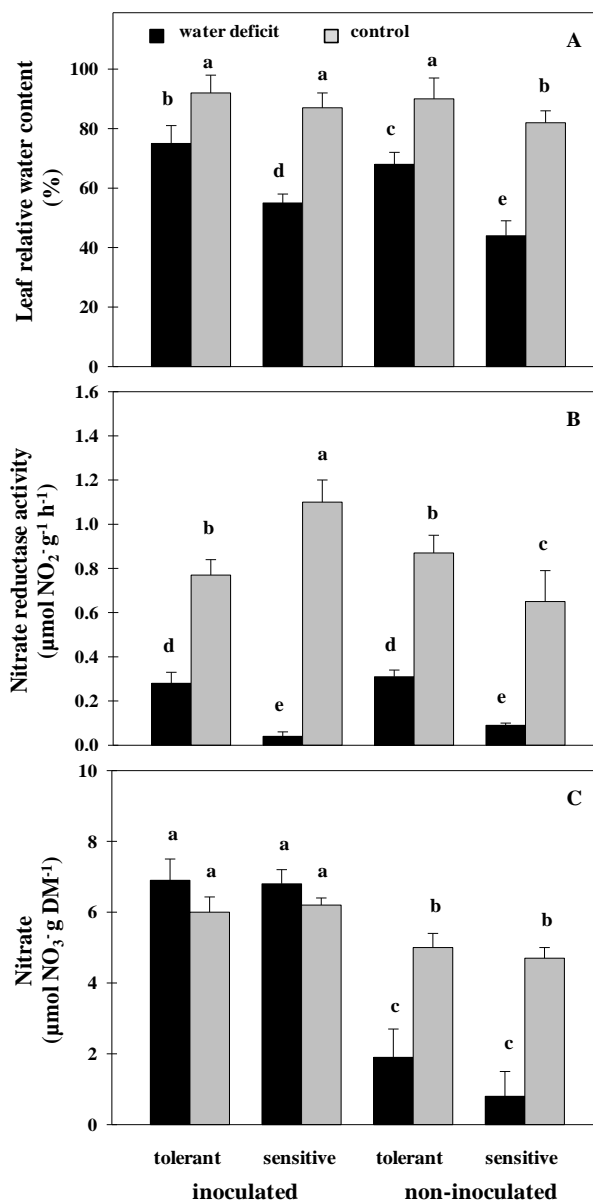 water deficit control A
Leaf relative water content
(%)
100
80
60
40
20
0
b a d a c a e b
B
Nitrate reductase activity
(µmol NO₂⁻ g⁻¹ h⁻¹)
1.6
1.4
1.2
1.0
0.8
0.6
0.4
0.2
0.0
d b e a d b e c
C
Nitrate
(µmol NO₃⁻ g DM⁻¹)
10
8
6
4
2
0
a a a a c b c b
tolerant sensitive tolerant sensitive
inoculated non-inoculated